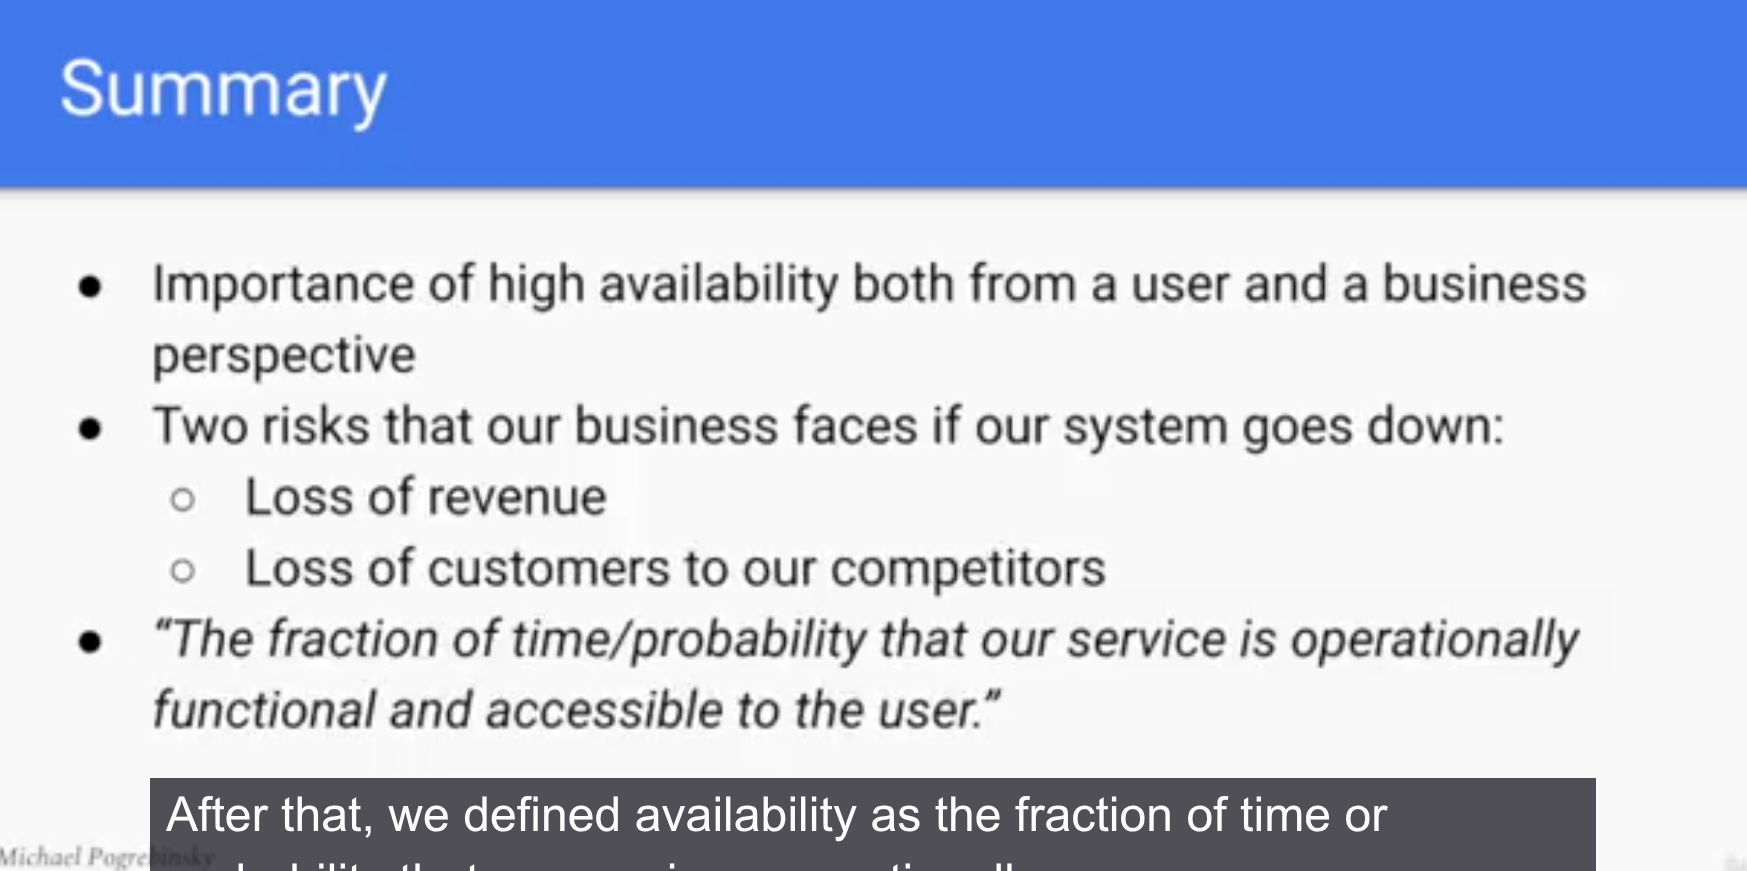 Summary
● Importance of high availability both from a user and a business
perspective
● Two risks that our business faces if our system goes down:
○ Loss of revenue
○ Loss of customers to our competitors
● “The fraction of time/probability that our service is operationally
functional and accessible to the user.”
After that, we defined availability as the fraction of time or
Michael Pogrebinsky